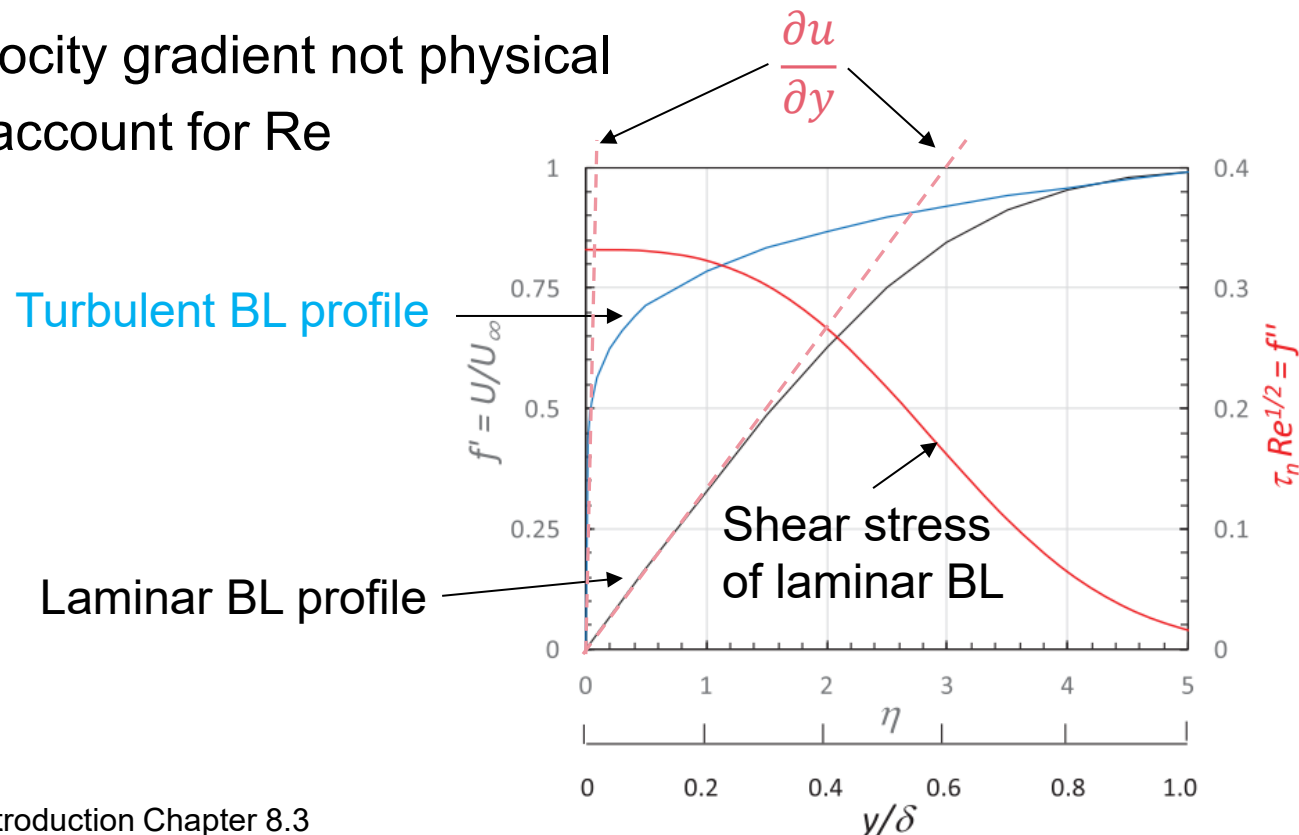 ocity gradient not physical
account for Re
∂u
∂y
Turbulent BL profile
Laminar BL profile
Shear stress
of laminar BL
1
0.75
0.5
0.25
0
f' = U/U∞
0.4
0.3
0.2
0.1
0
τn Re1/2 = f''
0 1 2 3 4 5
η
0 0.2 0.4 0.6 0.8 1.0
y/δ
troduction Chapter 8.3